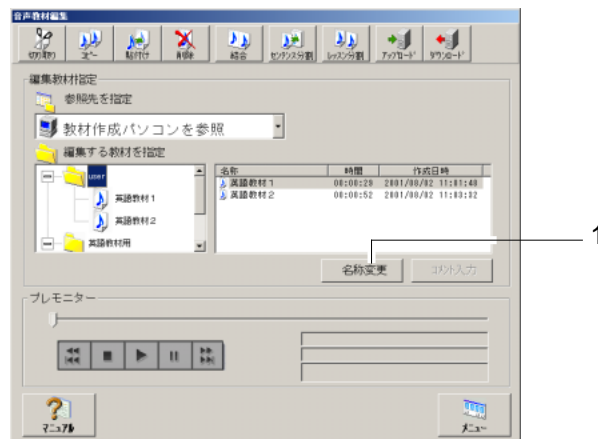 音声教材編集
切り取り コピー 貼り付け 削除 結合 センテンス分割 レッスン分割 アップロード ダウンロード
編集教材指定
参照先を指定
教材作成パソコンを参照
編集する教材を指定
user
英語教材1
英語教材2
英語教材用
名称 時間 作成日時
英語教材1 00:00:29 2001/08/02 11:01:48
英語教材2 00:00:52 2001/08/02 11:03:32
名称変更 コメント入力
1
プレモニター
マニュアル メニュー